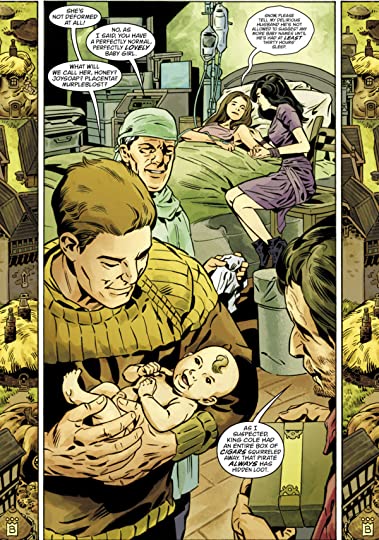 SHE'S
NOT
DEFORMED
AT ALL!
NO. AS
I SAID, YOU HAVE
A PERFECTLY NORMAL,
PERFECTLY LOVELY
BABY GIRL.
WHAT WILL
WE CALL HER, HONEY?
JOYSOAP? PLACENTA?
MURPLEBLOST?
SNOW, PLEASE
TELL MY DELIRIOUS
HUSBAND HE'S NOT
ALLOWED TO SUGGEST ANY
MORE BABY NAMES UNTIL
HE'S HAD AT LEAST
THIRTY HOURS
SLEEP.
AS I
SUSPECTED,
KING COLE HAD
AN ENTIRE BOX OF
CIGARS SQUIRRELED
AWAY. THAT PIRATE
ALWAYS HAS
HIDDEN LOOT.
B
B